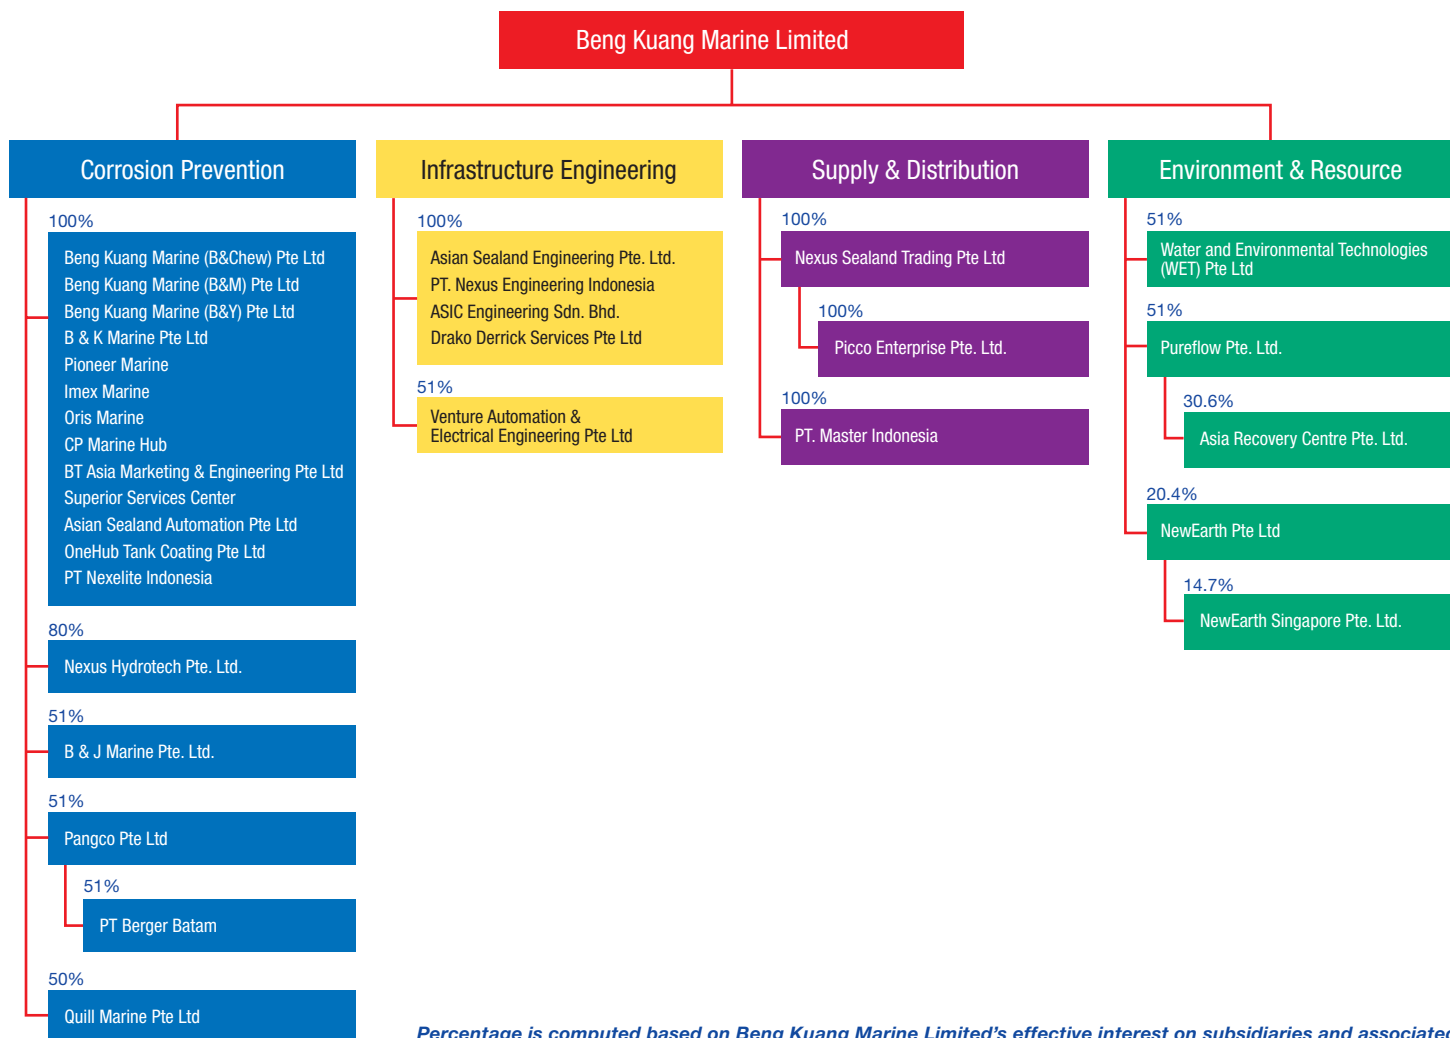 Beng Kuang Marine Limited
Corrosion Prevention
100%
Beng Kuang Marine (B&Chew) Pte Ltd
Beng Kuang Marine (B&M) Pte Ltd
Beng Kuang Marine (B&Y) Pte Ltd
B & K Marine Pte Ltd
Pioneer Marine
Imex Marine
Oris Marine
CP Marine Hub
BT Asia Marketing & Engineering Pte Ltd
Superior Services Center
Asian Sealand Automation Pte Ltd
OneHub Tank Coating Pte Ltd
PT Nexelite Indonesia
80%
Nexus Hydrotech Pte. Ltd.
51%
B & J Marine Pte. Ltd.
51%
Pangco Pte Ltd
51%
PT Berger Batam
50%
Quill Marine Pte Ltd
Infrastructure Engineering
100%
Asian Sealand Engineering Pte. Ltd.
PT. Nexus Engineering Indonesia
ASIC Engineering Sdn. Bhd.
Drako Derrick Services Pte Ltd
51%
Venture Automation &
Electrical Engineering Pte Ltd
Supply & Distribution
100%
Nexus Sealand Trading Pte Ltd
100%
Picco Enterprise Pte. Ltd.
100%
PT. Master Indonesia
Environment & Resource
51%
Water and Environmental Technologies
(WET) Pte Ltd
51%
Pureflow Pte. Ltd.
30.6%
Asia Recovery Centre Pte. Ltd.
20.4%
NewEarth Pte Ltd
14.7%
NewEarth Singapore Pte. Ltd.
Percentage is computed based on Beng Kuang Marine Limited's effective interest on subsidiaries and associated